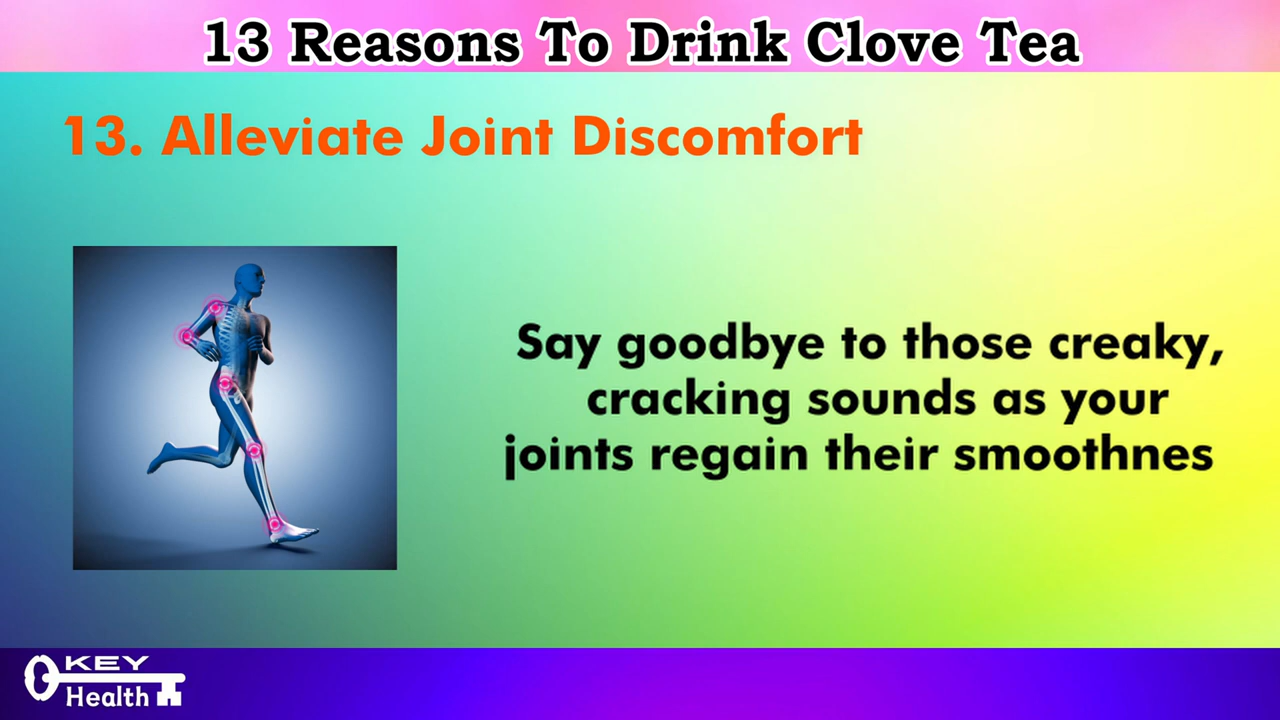 13 Reasons To Drink Clove Tea
13. Alleviate Joint Discomfort
Say goodbye to those creaky,
cracking sounds as your
joints regain their smoothnes
KEY
Health